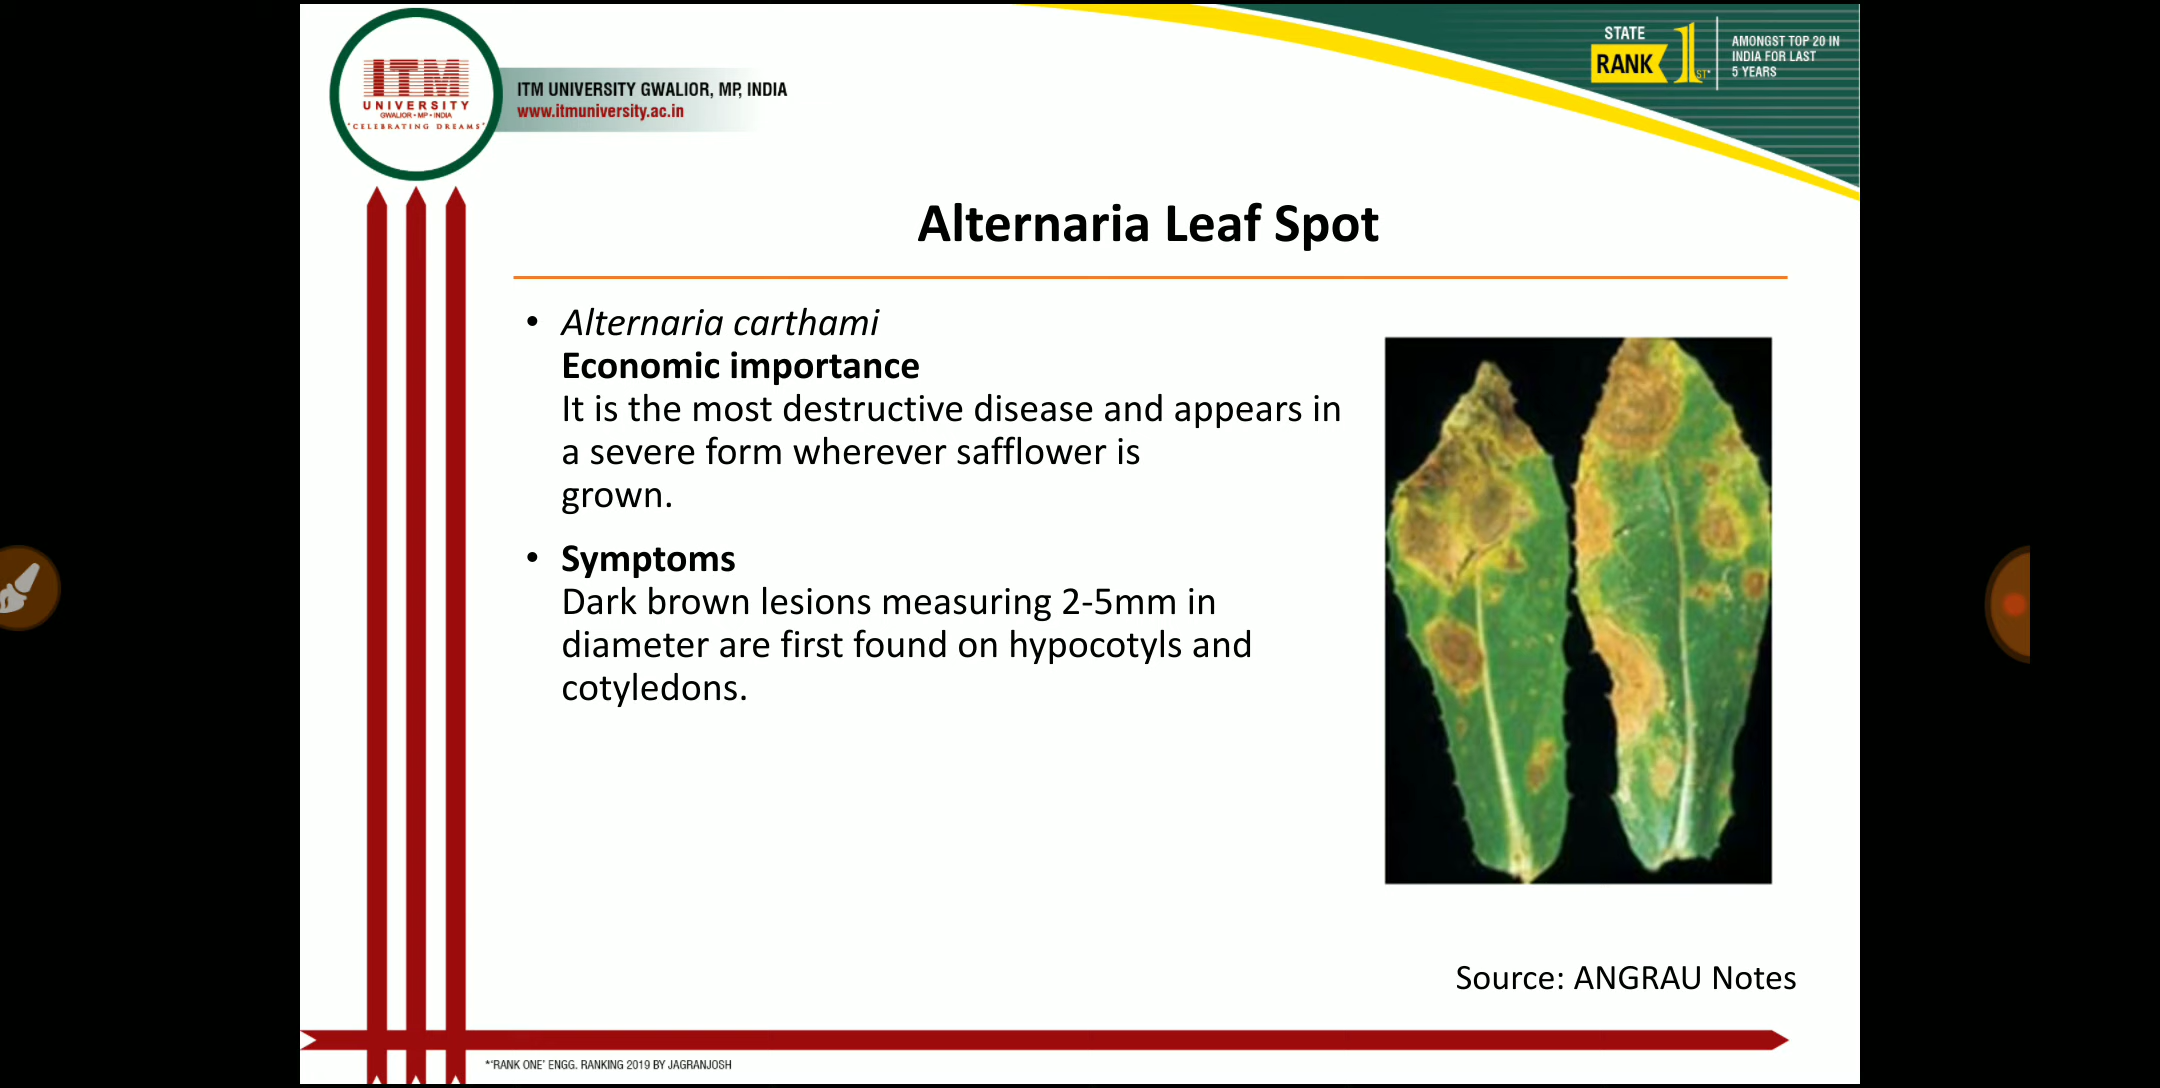 ITM
UNIVERSITY
GWALIOR • MP • INDIA
"CELEBRATING DREAMS"
ITM UNIVERSITY GWALIOR, MP, INDIA
www.itmuniversity.ac.in
STATE
RANK 1ST*
AMONGST TOP 20 IN
INDIA FOR LAST
5 YEARS
Alternaria Leaf Spot
• Alternaria carthami
Economic importance
It is the most destructive disease and appears in
a severe form wherever safflower is
grown.
• Symptoms
Dark brown lesions measuring 2-5mm in
diameter are first found on hypocotyls and
cotyledons.
Source: ANGRAU Notes
*'RANK ONE' ENGG. RANKING 2019 BY JAGRANJOSH